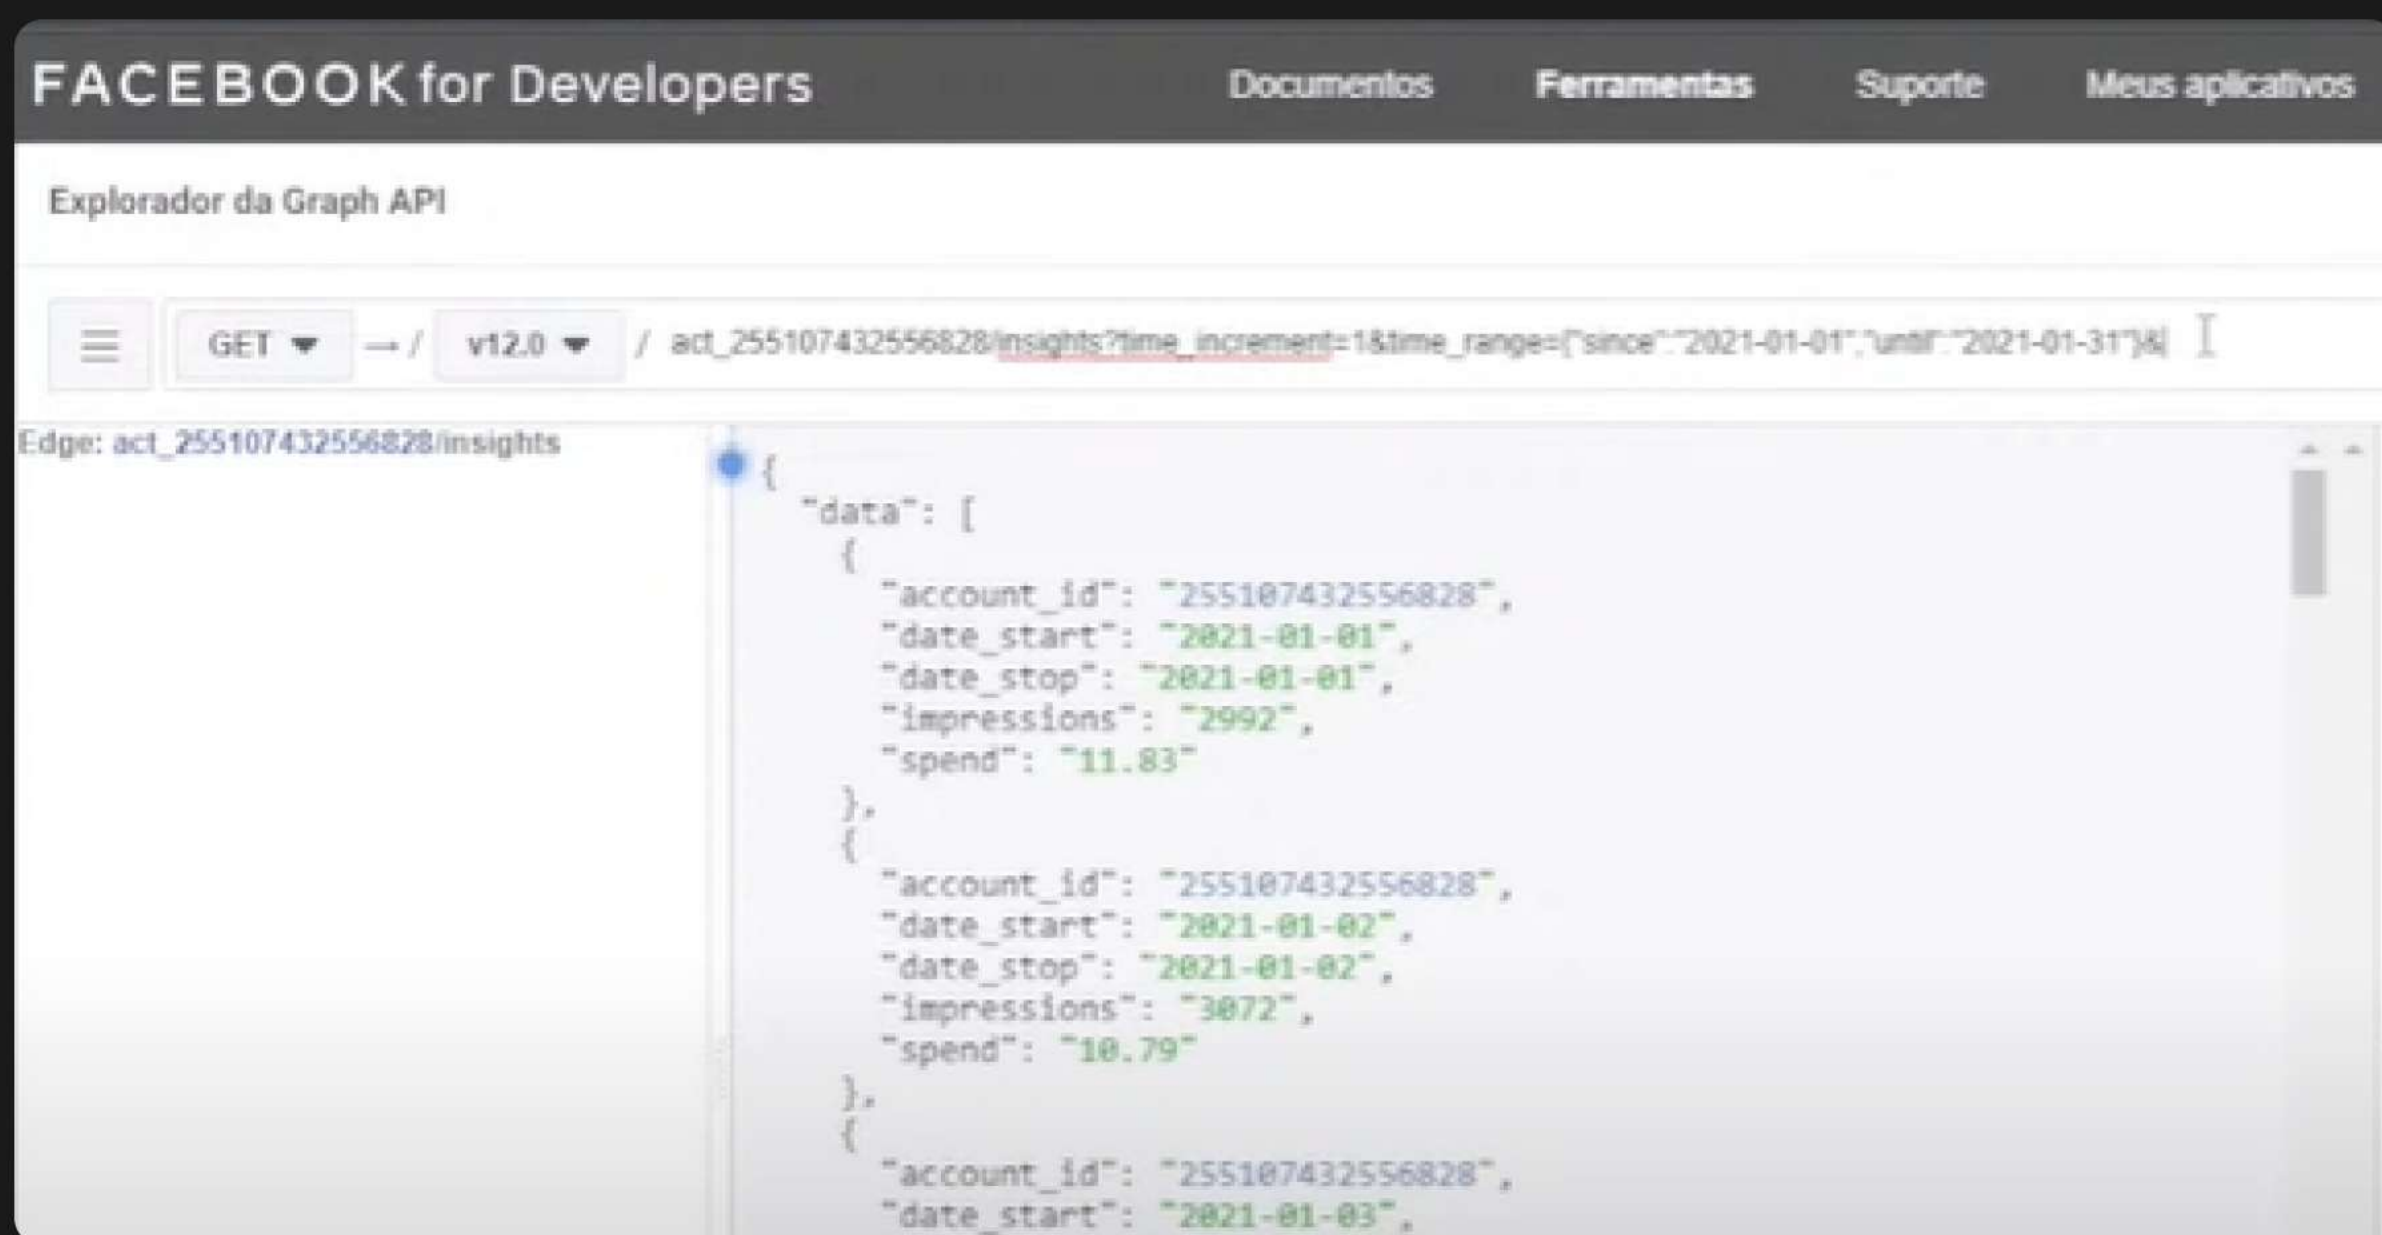 FACEBOOK for Developers
Documentos Ferramentas Suporte Meus aplicativos
Explorador da Graph API
GET → / v12.0 / act_255107432556828/insights?time_increment=1&time_range={"since":"2021-01-01","until":"2021-01-31"}&
Edge: act_255107432556828/insights
{
"data": [
{
"account_id": "255107432556828",
"date_start": "2021-01-01",
"date_stop": "2021-01-01",
"impressions": "2992",
"spend": "11.83"
},
{
"account_id": "255107432556828",
"date_start": "2021-01-02",
"date_stop": "2021-01-02",
"impressions": "3072",
"spend": "10.79"
},
{
"account_id": "255107432556828",
"date_start": "2021-01-03",